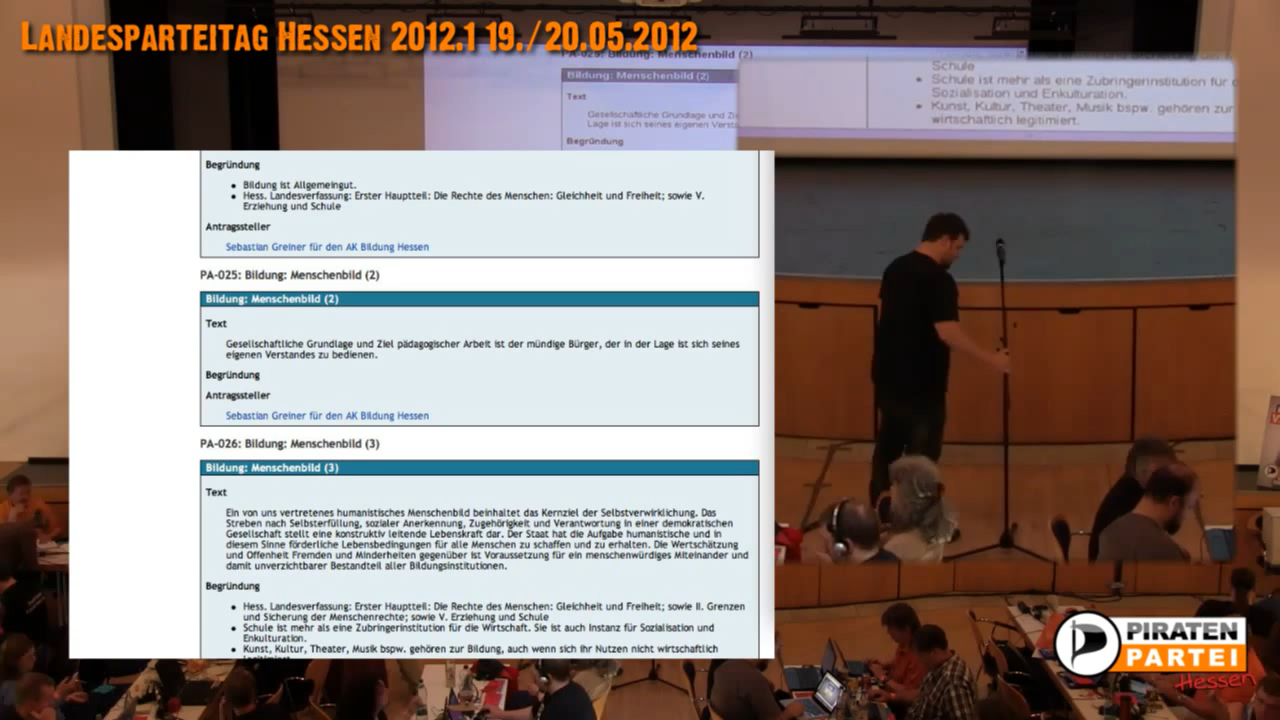 LANDESPARTEITAG HESSEN 2012.1 19./20.05.2012
PA-025: Bildung: Menschenbild (2)
Bildung: Menschenbild (2)
Text
Gesellschaftliche Grundlage und
Lage ist sich seines eigenen
Begründung
Schule
• Schule ist mehr als eine Zubringerinstitution für
Sozialisation und Enkulturation.
• Kunst, Kultur, Theater, Musik bspw. gehören zur
wirtschaftlich legitimiert.
Begründung
• Bildung ist Allgemeingut.
• Hess. Landesverfassung: Erster Hauptteil: Die Rechte des Menschen: Gleichheit und Freiheit; sowie V.
Erziehung und Schule
Antragssteller
Sebastian Greiner für den AK Bildung Hessen
PA-025: Bildung: Menschenbild (2)
Bildung: Menschenbild (2)
Text
Gesellschaftliche Grundlage und Ziel pädagogischer Arbeit ist der mündige Bürger, der in der Lage ist sich seines
eigenen Verstandes zu bedienen.
Begründung
Antragssteller
Sebastian Greiner für den AK Bildung Hessen
PA-026: Bildung: Menschenbild (3)
Bildung: Menschenbild (3)
Text
Ein von uns vertretenes humanistisches Menschenbild beinhaltet das Kernziel der Selbstverwirklichung. Das
Streben nach Selbsterfüllung, sozialer Anerkennung, Zugehörigkeit und Verantwortung in einer demokratischen
Gesellschaft stellt eine konstruktiv leitende Lebenskraft dar. Der Staat hat die Aufgabe humanistische und in
diesem Sinne förderliche Lebensbedingungen für alle Menschen zu schaffen und zu erhalten. Die Wertschätzung
und Offenheit Fremden und Minderheiten gegenüber ist Voraussetzung für ein menschenwürdiges Miteinander und
damit unverzichtbarer Bestandteil aller Bildungsinstitutionen.
Begründung
• Hess. Landesverfassung: Erster Hauptteil: Die Rechte des Menschen: Gleichheit und Freiheit; sowie II. Grenzen
und Sicherung der Menschenrechte; sowie V. Erziehung und Schule
• Schule ist mehr als eine Zubringerinstitution für die Wirtschaft. Sie ist auch Instanz für Sozialisation und
Enkulturation.
• Kunst, Kultur, Theater, Musik bspw. gehören zur Bildung, auch wenn sich ihr Nutzen nicht wirtschaftlich
PIRATEN
PARTEI
Hessen